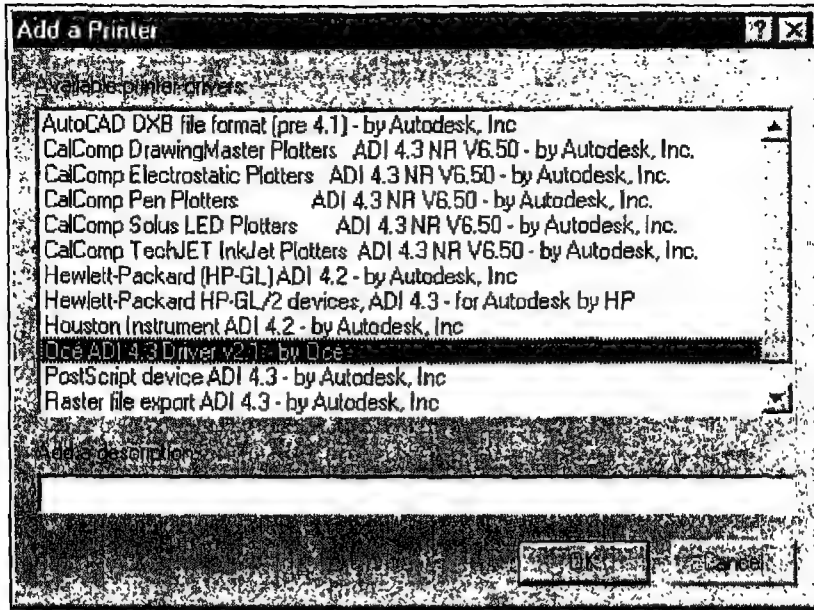 Add a Printer
Available printer drivers:
AutoCAD DXB file format (pre 4.1) - by Autodesk, Inc
CalComp DrawingMaster Plotters ADI 4.3 NR V6.50 - by Autodesk, Inc.
CalComp Electrostatic Plotters ADI 4.3 NR V6.50 - by Autodesk, Inc.
CalComp Pen Plotters ADI 4.3 NR V6.50 - by Autodesk, Inc.
CalComp Solus LED Plotters ADI 4.3 NR V6.50 - by Autodesk, Inc.
CalComp TechJET InkJet Plotters ADI 4.3 NR V6.50 - by Autodesk, Inc.
Hewlett-Packard (HP-GL) ADI 4.2 - by Autodesk, Inc
Hewlett-Packard HP-GL/2 devices, ADI 4.3 - for Autodesk by HP
Houston Instrument ADI 4.2 - by Autodesk, Inc
Océ ADI 4.3 Driver v2.1 - by Océ
PostScript device ADI 4.3 - by Autodesk, Inc
Raster file export ADI 4.3 - by Autodesk, Inc
Add a description:
OK Cancel